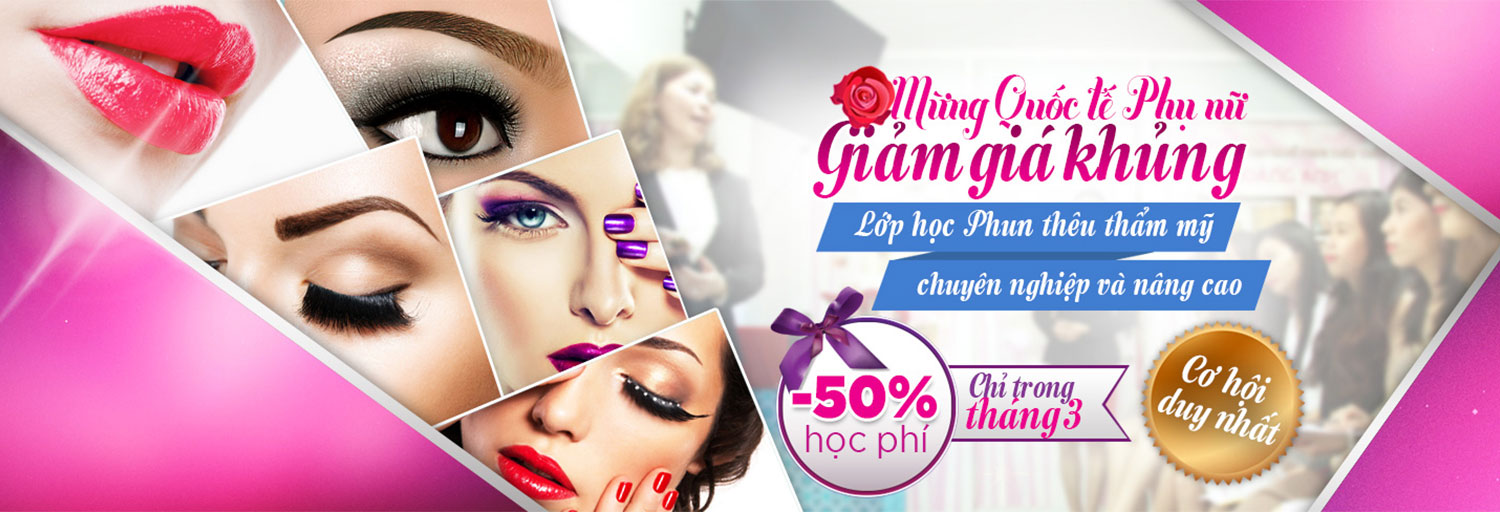 Mừng Quốc tế Phụ nữ
Giảm giá khủng
Lớp học Phun thêu thẩm mỹ
chuyên nghiệp và nâng cao
-50%
học phí
Chỉ trong
tháng 3
Cơ hội
duy nhất